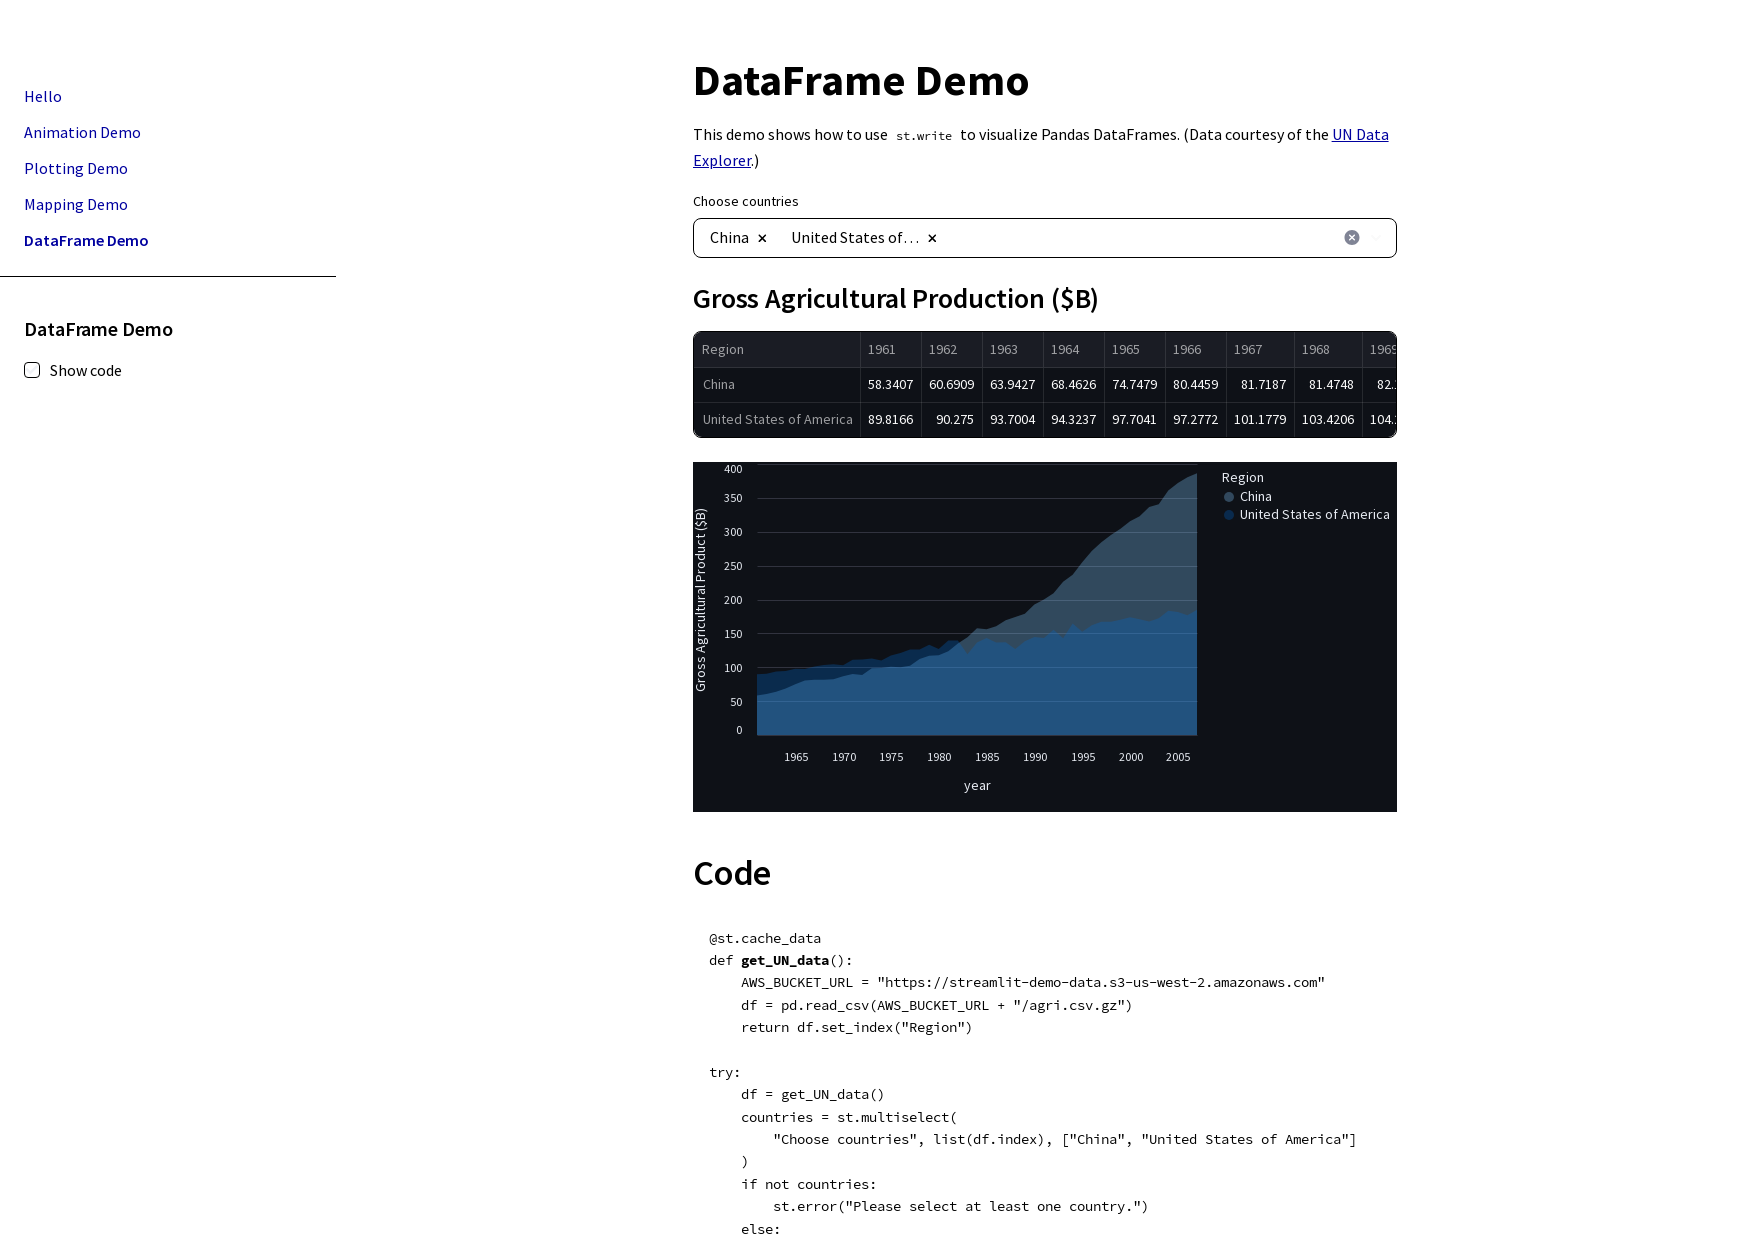 Hello
Animation Demo
Plotting Demo
Mapping Demo
DataFrame Demo
DataFrame Demo
Show code
DataFrame Demo
This demo shows how to use st.write to visualize Pandas DataFrames. (Data courtesy of the UN Data
Explorer.)
Choose countries
China United States of…
Gross Agricultural Production ($B)
Region 1961 1962 1963 1964 1965 1966 1967 1968 1969
China 58.3407 60.6909 63.9427 68.4626 74.7479 80.4459 81.7187 81.4748 82.
United States of America 89.8166 90.275 93.7004 94.3237 97.7041 97.2772 101.1779 103.4206 104.
Gross Agricultural Product ($B)
400
350
300
250
200
150
100
50
0
1965 1970 1975 1980 1985 1990 1995 2000 2005
year
Region
China
United States of America
Code
@st.cache_data
def get_UN_data():
    AWS_BUCKET_URL = "https://streamlit-demo-data.s3-us-west-2.amazonaws.com"
    df = pd.read_csv(AWS_BUCKET_URL + "/agri.csv.gz")
    return df.set_index("Region")
try:
    df = get_UN_data()
    countries = st.multiselect(
        "Choose countries", list(df.index), ["China", "United States of America"]
    )
    if not countries:
        st.error("Please select at least one country.")
    else: